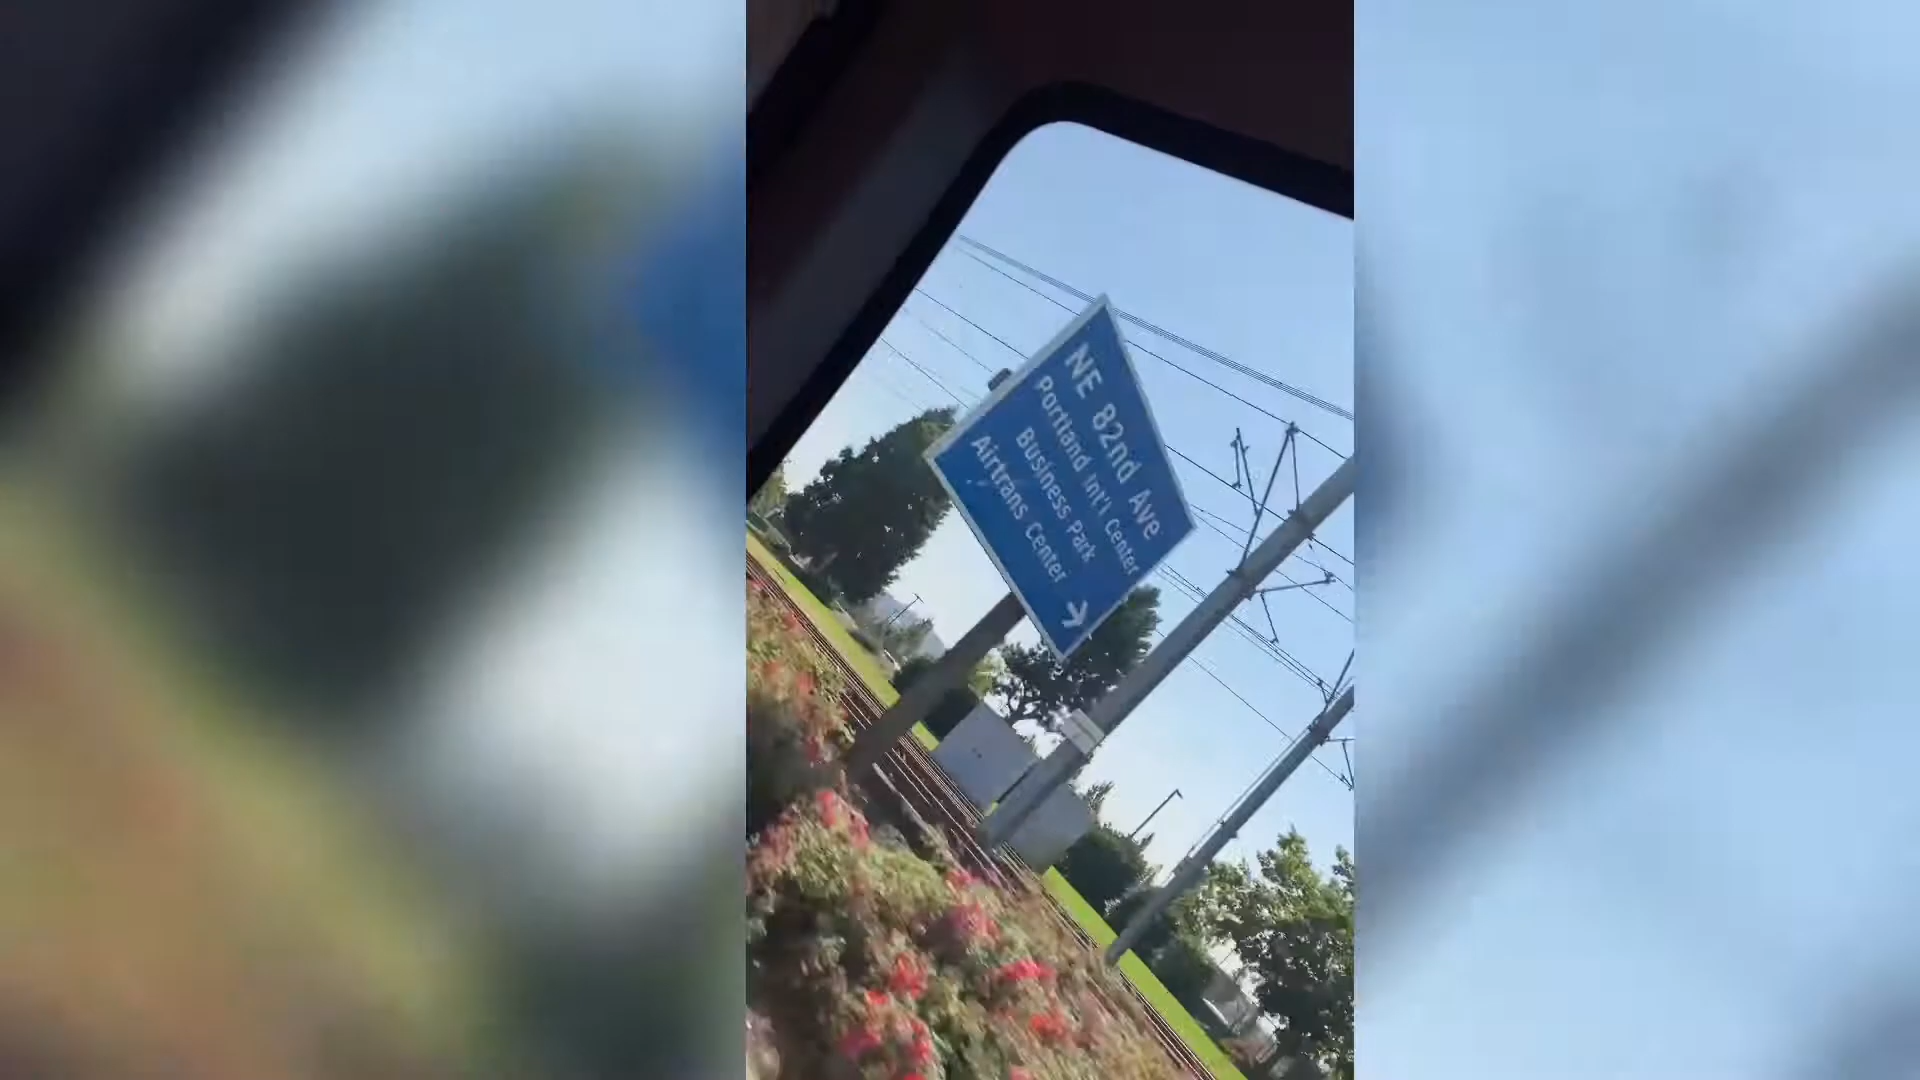 NE 82nd Ave
Portland Int'l Center
Business Park
Airtrans Center
→